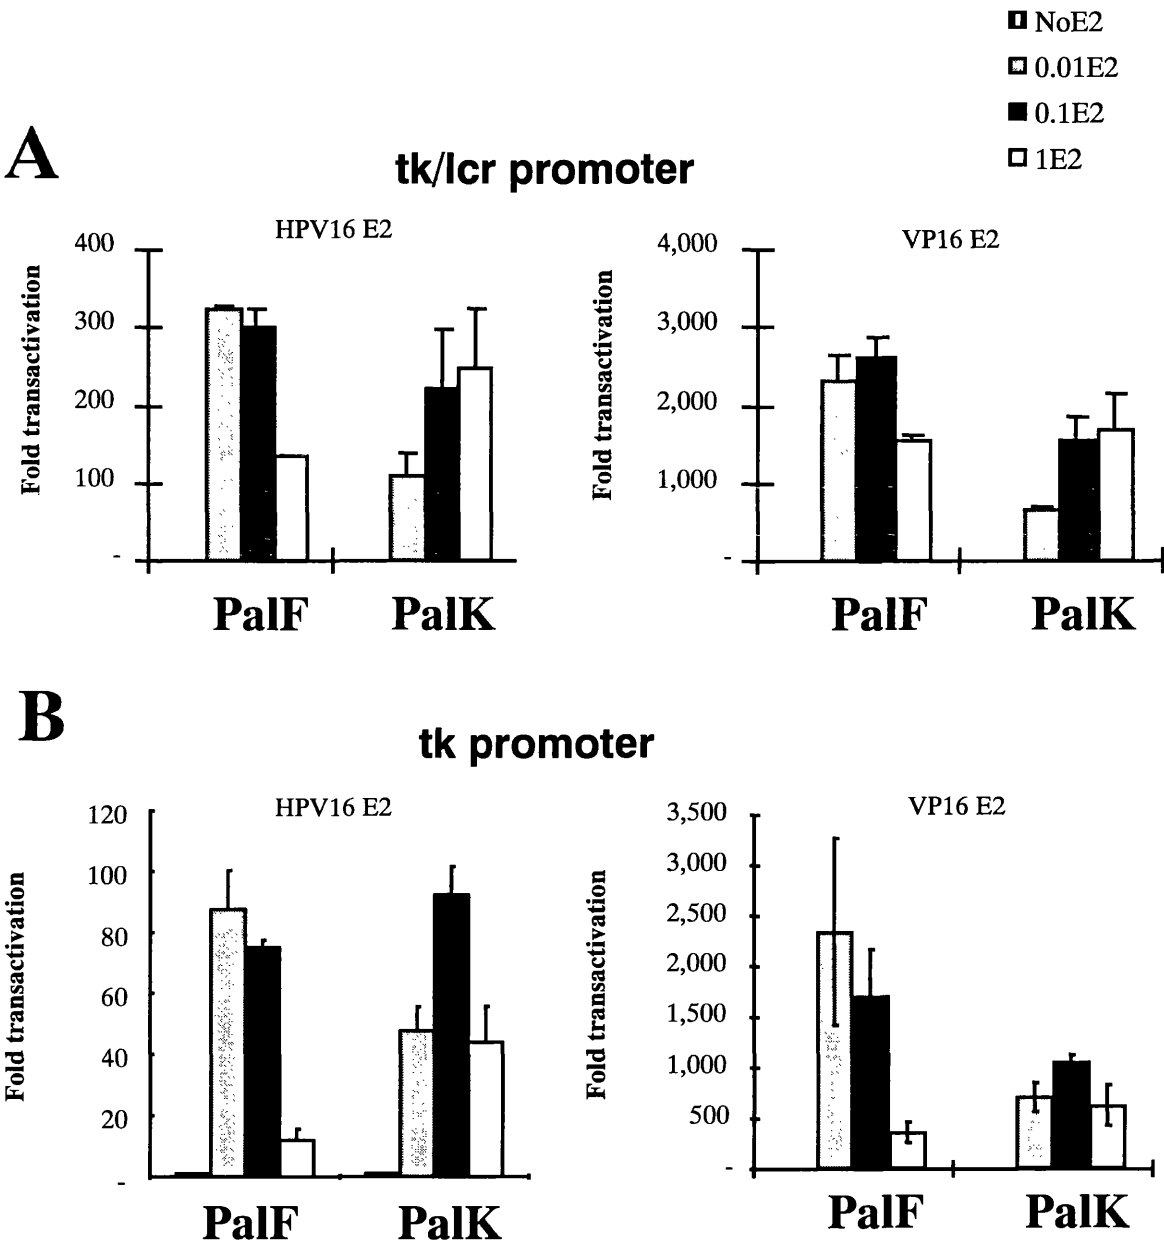 NoE2
0.01E2
0.1E2
1E2
A
tk/lcr promoter
HPV16 E2
Fold transactivation
400
300
200
100
-
PalF PalK
VP16 E2
Fold transactivation
4,000
3,000
2,000
1,000
-
PalF PalK
B
tk promoter
HPV16 E2
Fold transactivation
120
100
80
60
40
20
-
PalF PalK
VP16 E2
Fold transactivation
3,500
3,000
2,500
2,000
1,500
1,000
500
-
PalF PalK